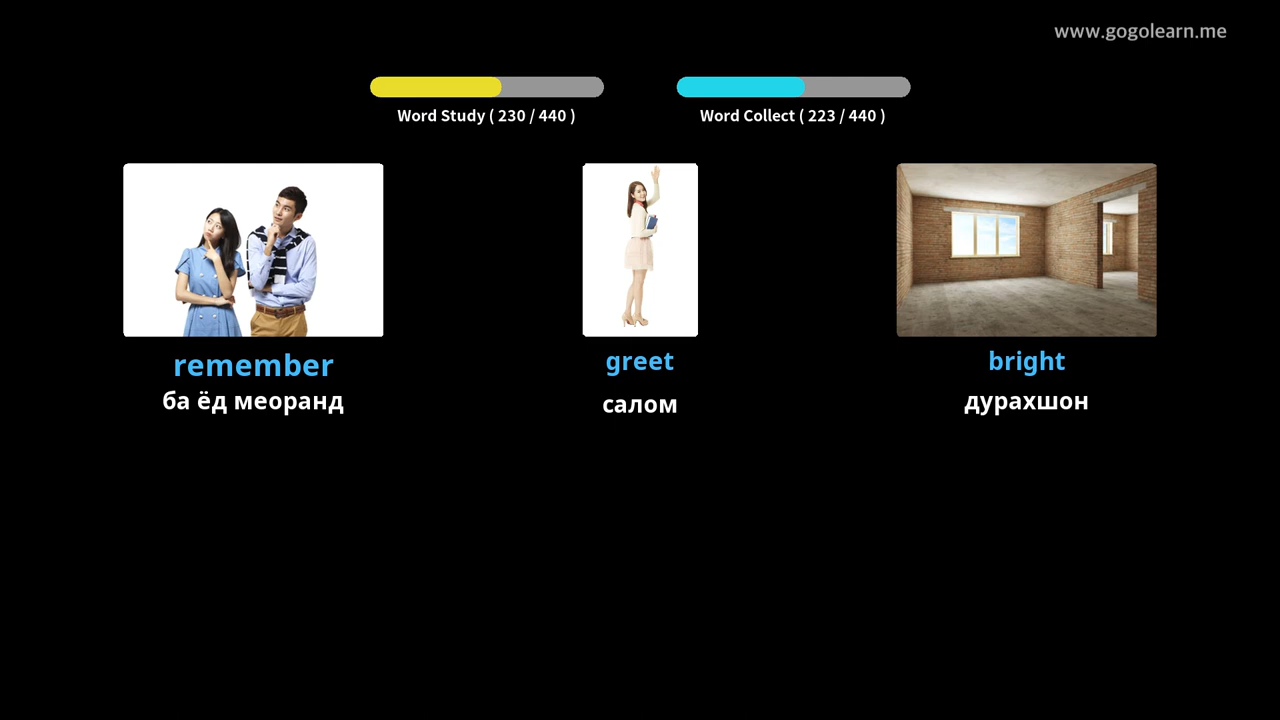 www.gogolearn.me
Word Study ( 230 / 440 )
Word Collect ( 223 / 440 )
remember
ба ёд меоранд
greet
салом
bright
дурахшон